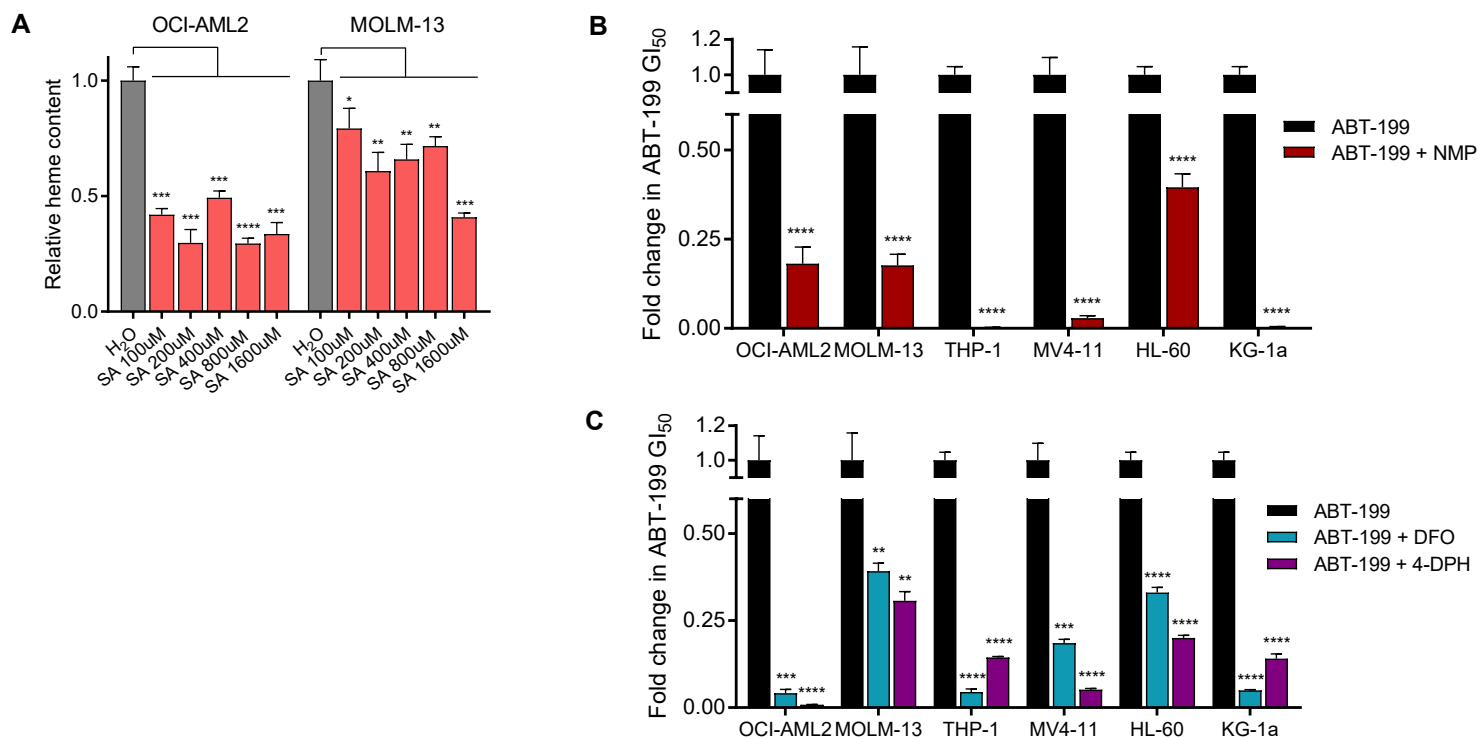 A
OCI-AML2 MOLM-13
Relative heme content
1.0
0.5
0.0
*** *** *** **** ***
* ** ** ** ***
H₂O SA 100uM SA 200uM SA 400uM SA 800uM SA 1600uM H₂O SA 100uM SA 200uM SA 400uM SA 800uM SA 1600uM
B
Fold change in ABT-199 GI₅₀
1.2
1.0
0.50
0.25
0.00
**** **** **** **** **** ****
OCI-AML2 MOLM-13 THP-1 MV4-11 HL-60 KG-1a
ABT-199
ABT-199 + NMP
C
Fold change in ABT-199 GI₅₀
1.2
1.0
0.50
0.25
0.00
*** **** ** ** **** **** *** **** **** **** **** ****
OCI-AML2 MOLM-13 THP-1 MV4-11 HL-60 KG-1a
ABT-199
ABT-199 + DFO
ABT-199 + 4-DPH